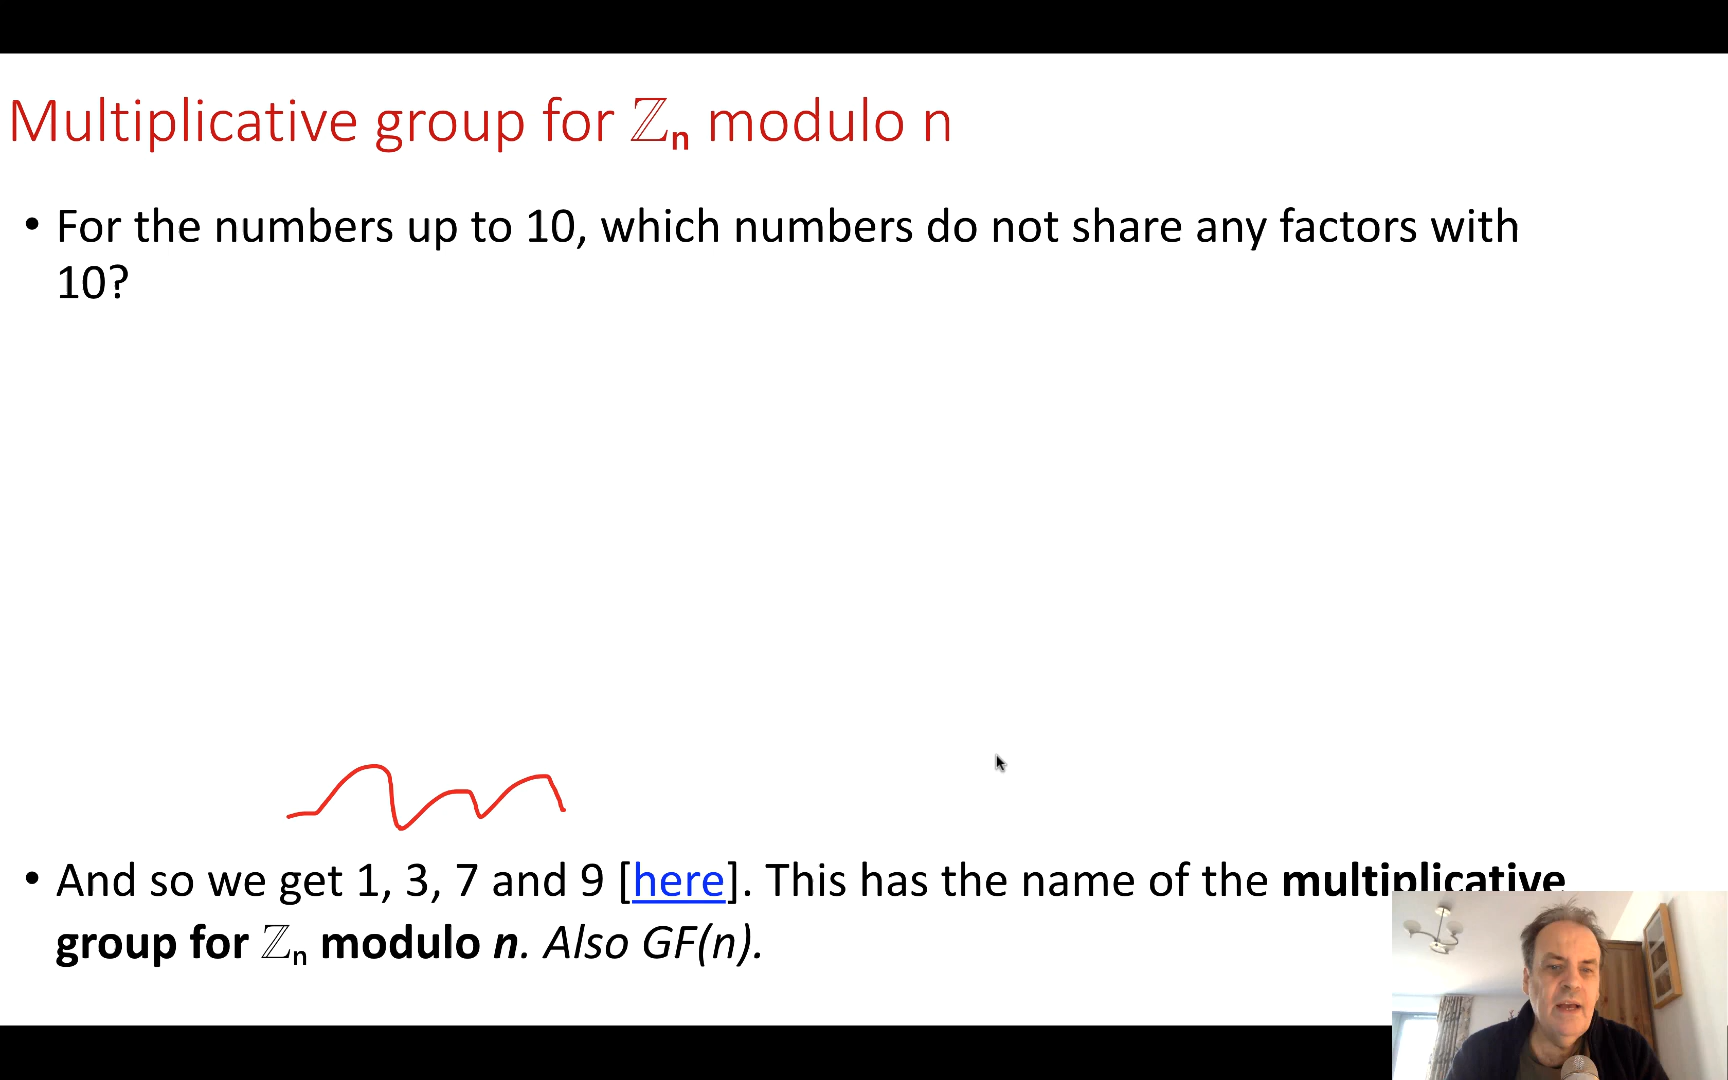 Multiplicative group for ℤn modulo n
• For the numbers up to 10, which numbers do not share any factors with
10?
• And so we get 1, 3, 7 and 9 [here]. This has the name of the multiplicative
group for ℤn modulo n. Also GF(n).